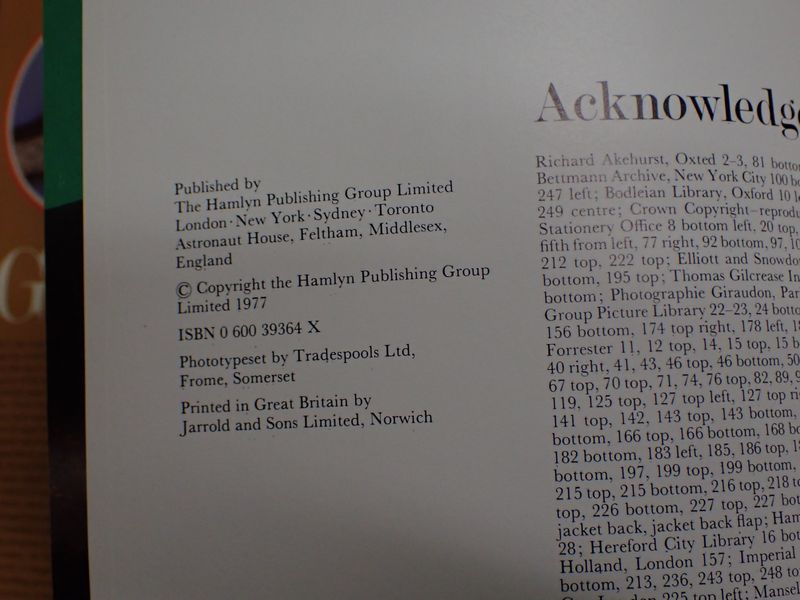 Published by
The Hamlyn Publishing Group Limited
London · New York · Sydney · Toronto
Astronaut House, Feltham, Middlesex,
England
© Copyright the Hamlyn Publishing Group
Limited 1977
ISBN 0 600 39364 X
Phototypeset by Tradespools Ltd,
Frome, Somerset
Printed in Great Britain by
Jarrold and Sons Limited, Norwich
Acknowledge
Richard Akehurst, Oxted 2–3, 81
Bettmann Archive, New York City 100
247 left; Bodleian Library, Oxford 10
249 centre; Crown Copyright–
Stationery Office 8 bottom left, 20 top,
fifth from left, 77 right, 92 bottom, 97,
212 top, 222 top; Elliott and
bottom, 195 top; Thomas Gilcrease
bottom; Photographie Giraudon,
Group Picture Library 22–23, 24
156 bottom, 174 top right, 178 left,
Forrester 11, 12 top, 14, 15 top, 15
40 right, 41, 43, 46 top, 46 bottom,
67 top, 70 top, 71, 74, 76 top, 82, 89,
119, 125 top, 127 top left, 127 top
141 top, 142, 143 top, 143 bottom,
bottom, 166 top, 166 bottom, 168
182 bottom, 183 left, 185, 186 top,
bottom, 197, 199 top, 199 bottom,
215 top, 215 bottom, 216 top, 218
top, 226 bottom, 227 top, 227
jacket back, jacket back flap;
28; Hereford City Library 16
Holland, London 157; Imperial
bottom, 213, 236, 243 top, 248
225 top left;
G